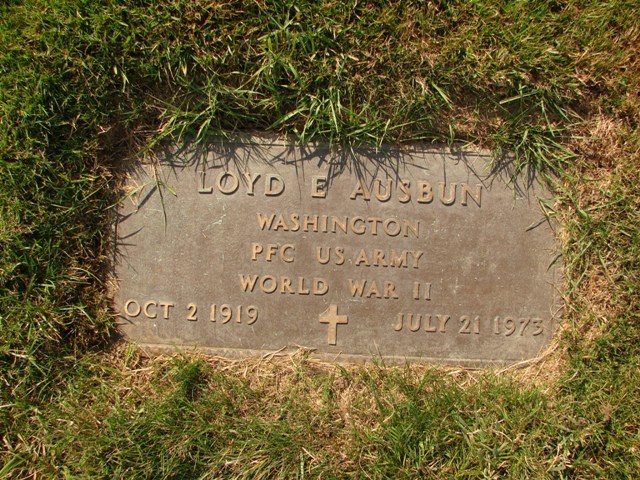 LOYD E AUSBUN
WASHINGTON
PFC US ARMY
WORLD WAR II
OCT 2 1919 JULY 21 1973